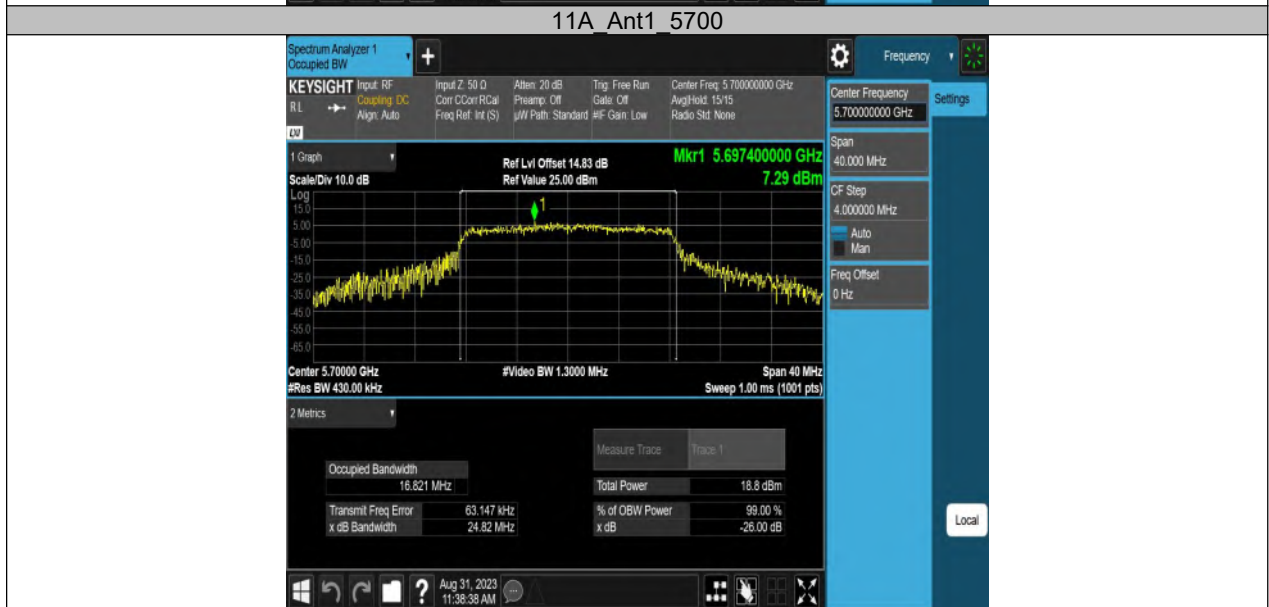 11A_Ant1_5700
Spectrum Analyzer 1
Occupied BW
+
Frequency
KEYSIGHT Input: RF Input Z: 50 Ω Atten: 20 dB Trig: Free Run Center Freq: 5.700000000 GHz
R L Coupling: DC Corr CCorr RCal Preamp: Off Gate: Off Avg|Hold: 15/15
Align: Auto Freq Ref: Int (S) µW Path: Standard #IF Gain: Low Radio Std: None
LXI
Center Frequency
5.700000000 GHz
Settings
Span
40.000 MHz
CF Step
4.000000 MHz
Auto
Man
Freq Offset
0 Hz
1 Graph
Ref Lvl Offset 14.83 dB
Mkr1 5.697400000 GHz
Scale/Div 10.0 dB
Ref Value 25.00 dBm
7.29 dBm
Log
1
15.0
5.00
-5.00
-15.0
-25.0
-35.0
-45.0
-55.0
-65.0
Center 5.70000 GHz #Video BW 1.3000 MHz Span 40 MHz
#Res BW 430.00 kHz Sweep 1.00 ms (1001 pts)
2 Metrics
Measure Trace Trace 1
Occupied Bandwidth
16.821 MHz
Total Power 18.8 dBm
Transmit Freq Error 63.147 kHz % of OBW Power 99.00 %
x dB Bandwidth 24.82 MHz x dB -26.00 dB
Local
?
Aug 31, 2023
11:38:38 AM